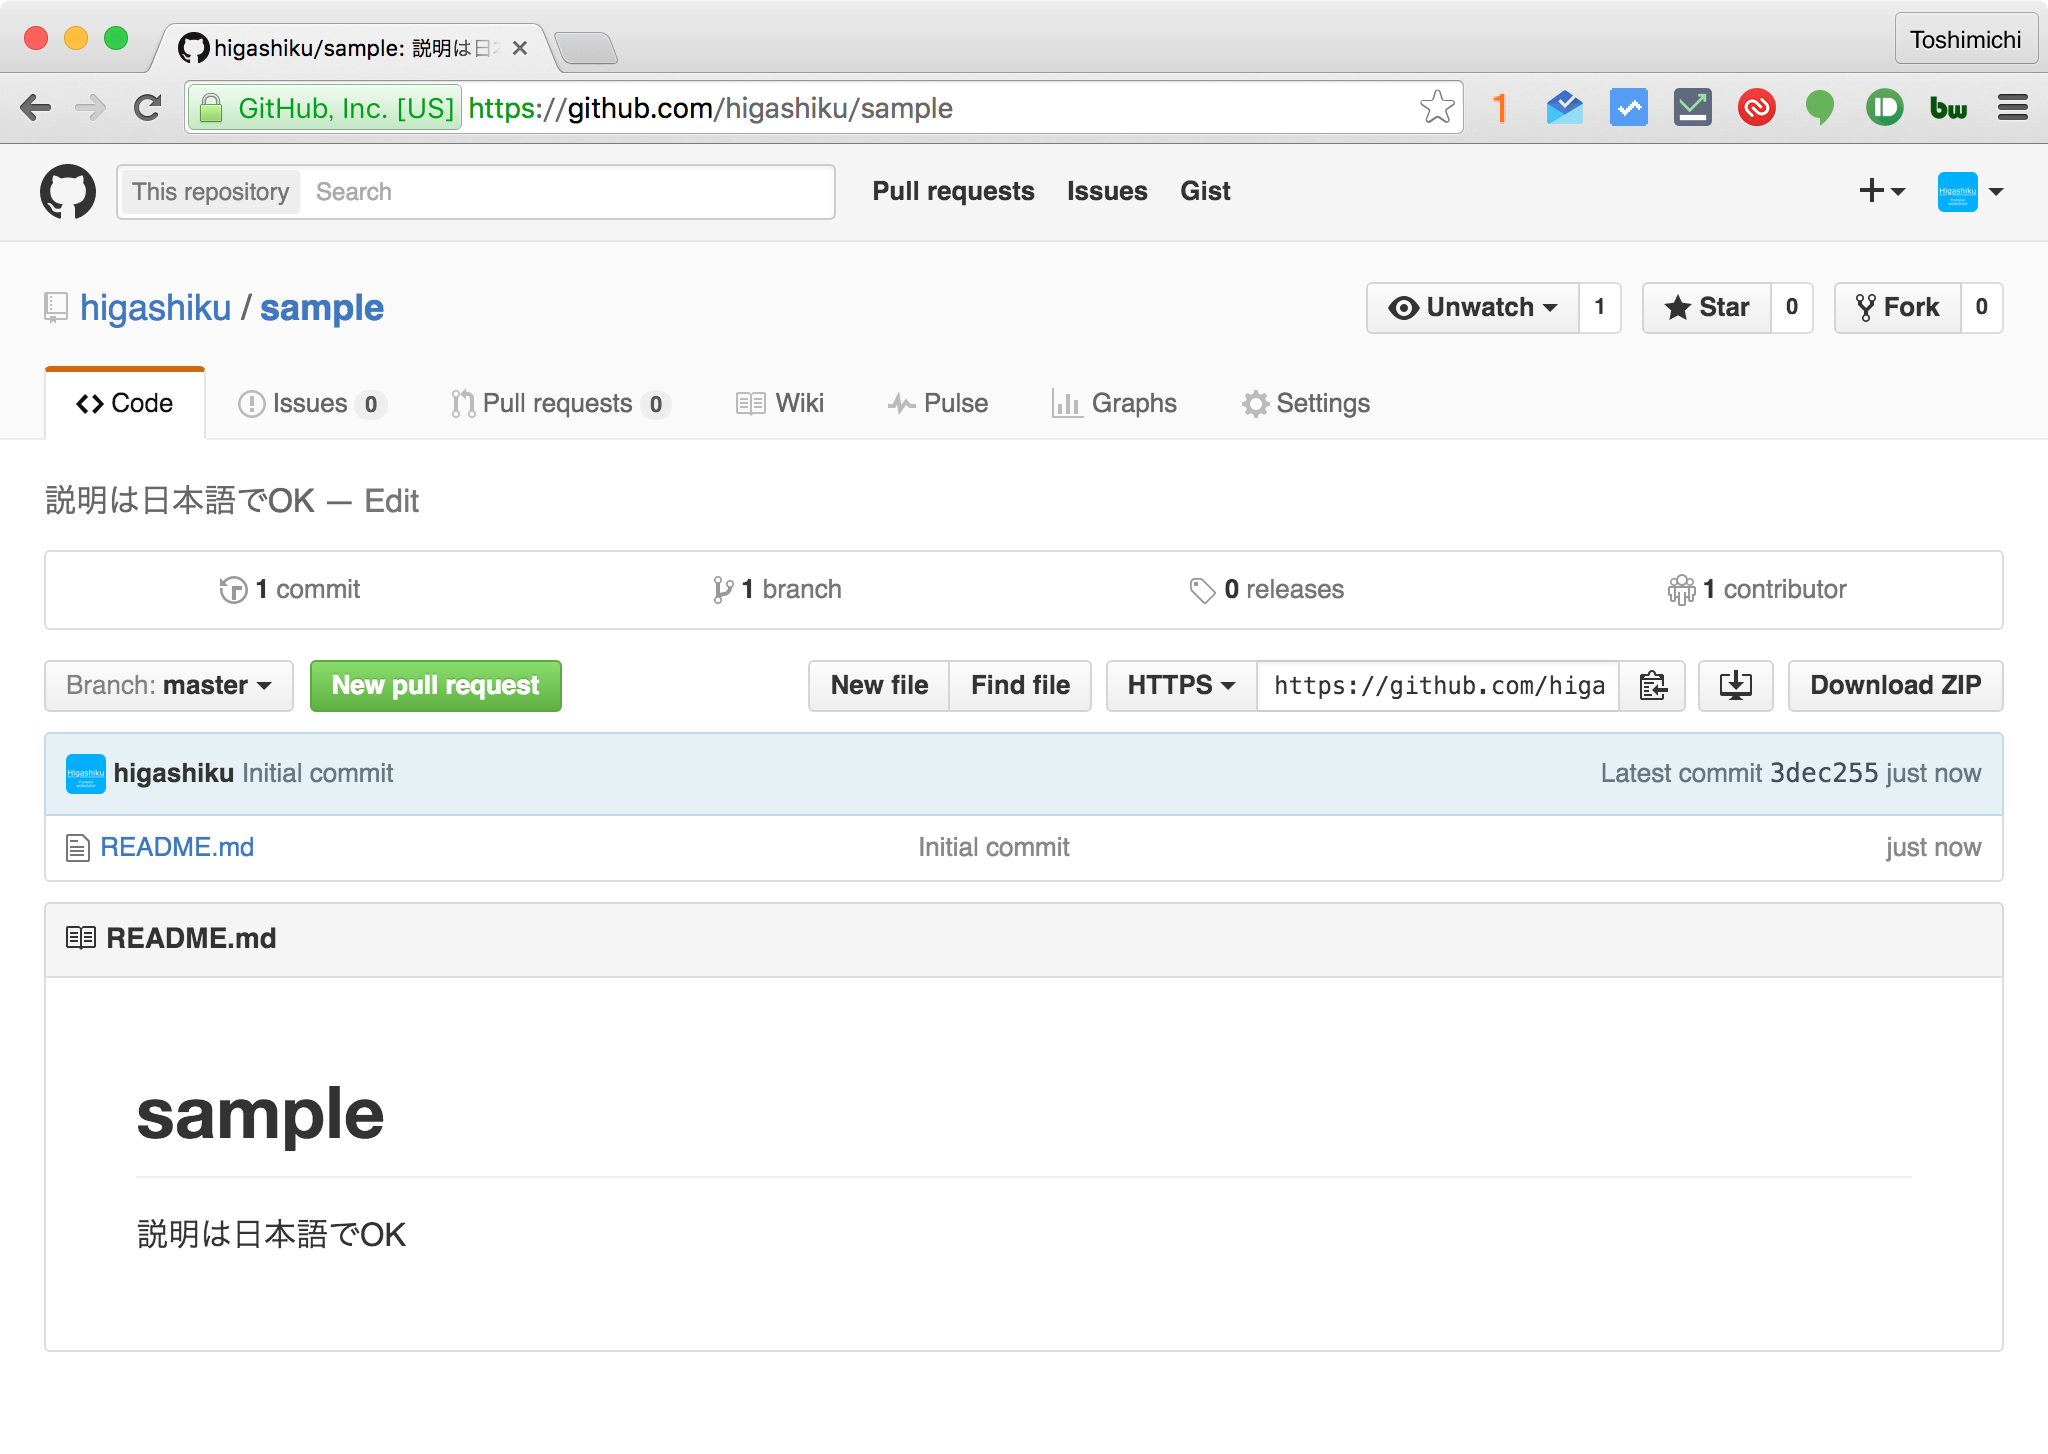 higashiku/sample: 説明は日
Toshimichi
GitHub, Inc. [US] https://github.com/higashiku/sample
1
bw
This repository Search Pull requests Issues Gist
Higashiku
higashiku / sample
Unwatch 1 Star 0 Fork 0
Code Issues 0 Pull requests 0 Wiki Pulse Graphs Settings
説明は日本語でOK — Edit
1 commit 1 branch 0 releases 1 contributor
Branch: master New pull request New file Find file HTTPS https://github.com/higa Download ZIP
Higashiku
higashiku Initial commit Latest commit 3dec255 just now
README.md Initial commit just now
README.md
sample
説明は日本語でOK